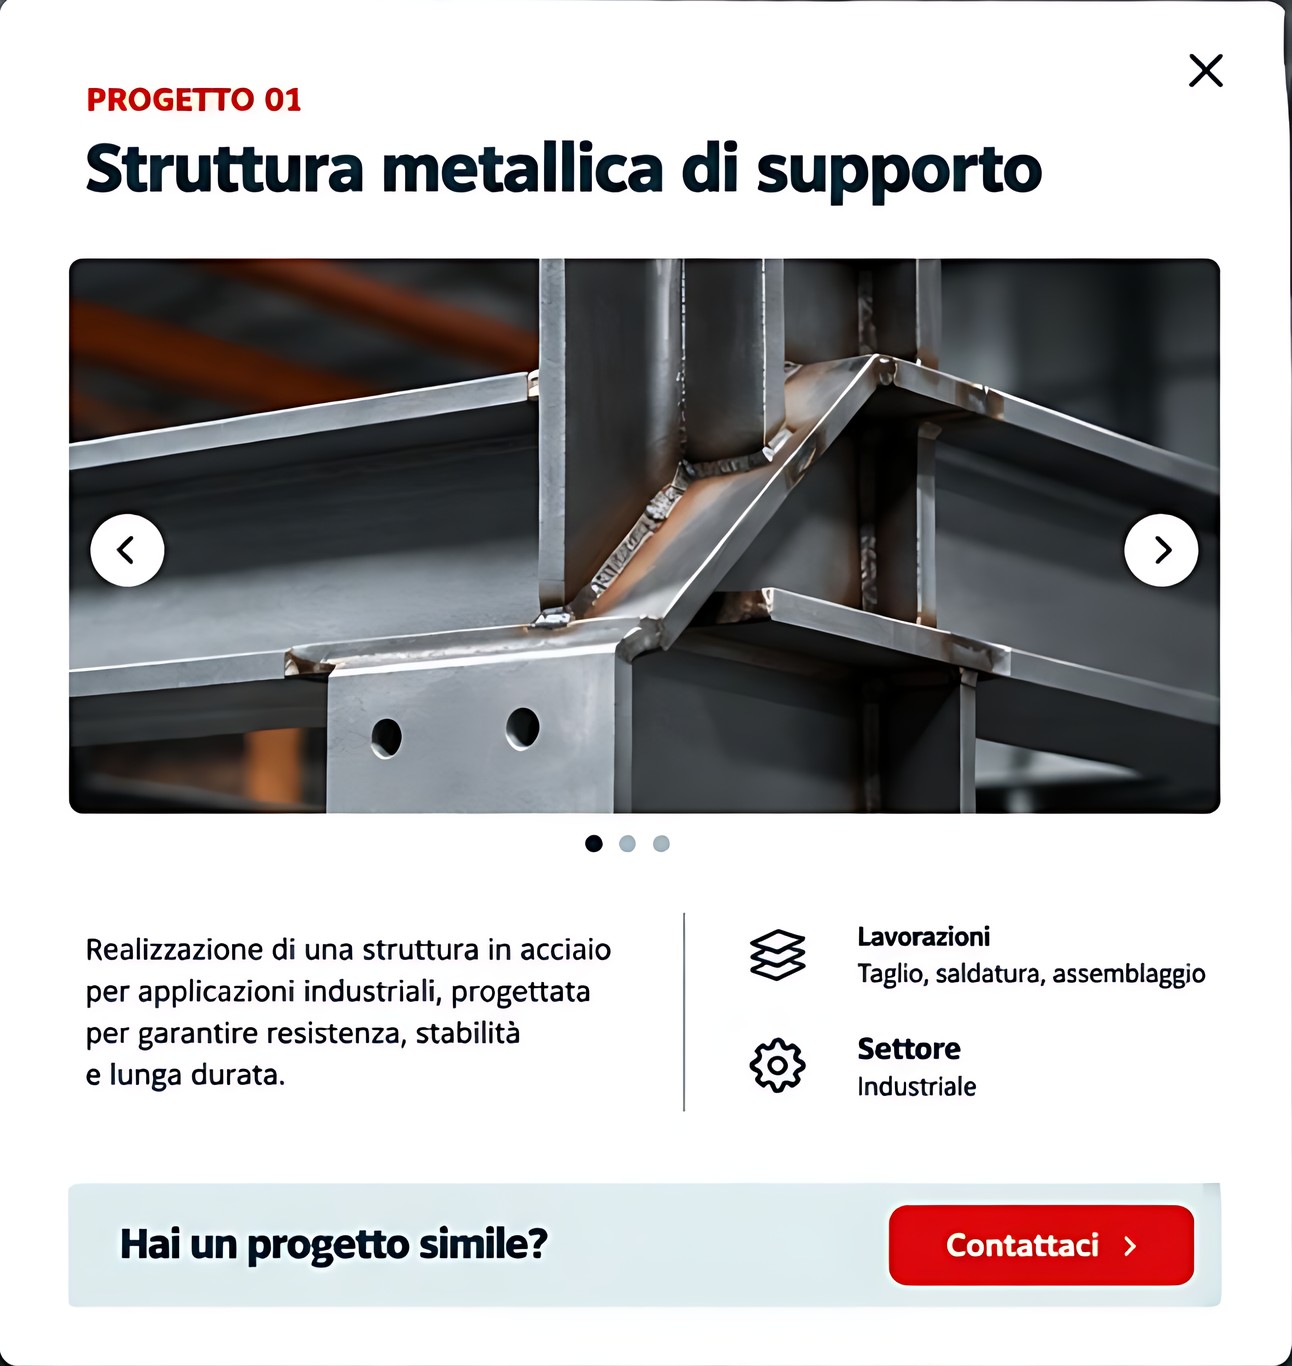 PROGETTO 01
Struttura metallica di supporto
Realizzazione di una struttura in acciaio
per applicazioni industriali, progettata
per garantire resistenza, stabilità
e lunga durata.
Lavorazioni
Taglio, saldatura, assemblaggio
Settore
Industriale
Hai un progetto simile?
Contattaci